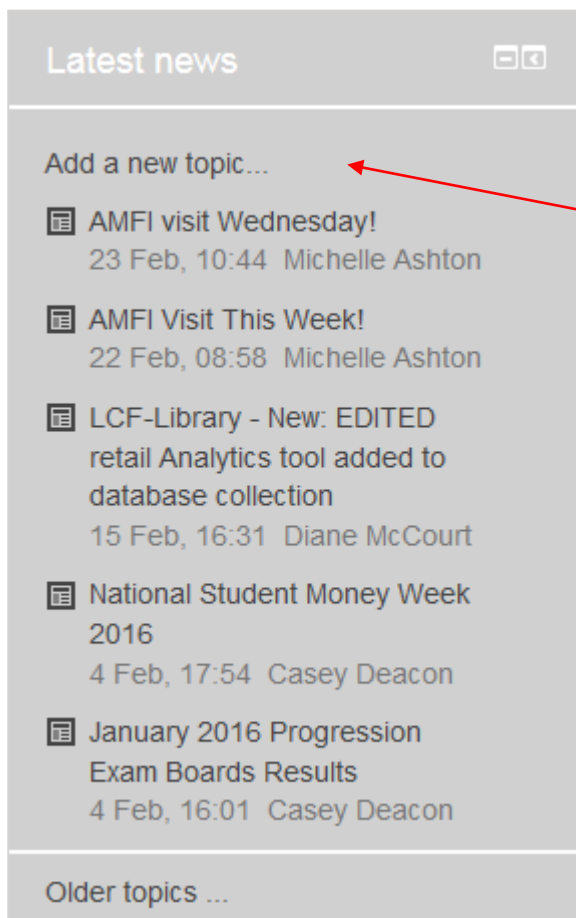 Latest news
Add a new topic...
AMFI visit Wednesday!
23 Feb, 10:44 Michelle Ashton
AMFI Visit This Week!
22 Feb, 08:58 Michelle Ashton
LCF-Library - New: EDITED
retail Analytics tool added to
database collection
15 Feb, 16:31 Diane McCourt
National Student Money Week
2016
4 Feb, 17:54 Casey Deacon
January 2016 Progression
Exam Boards Results
4 Feb, 16:01 Casey Deacon
Older topics ...